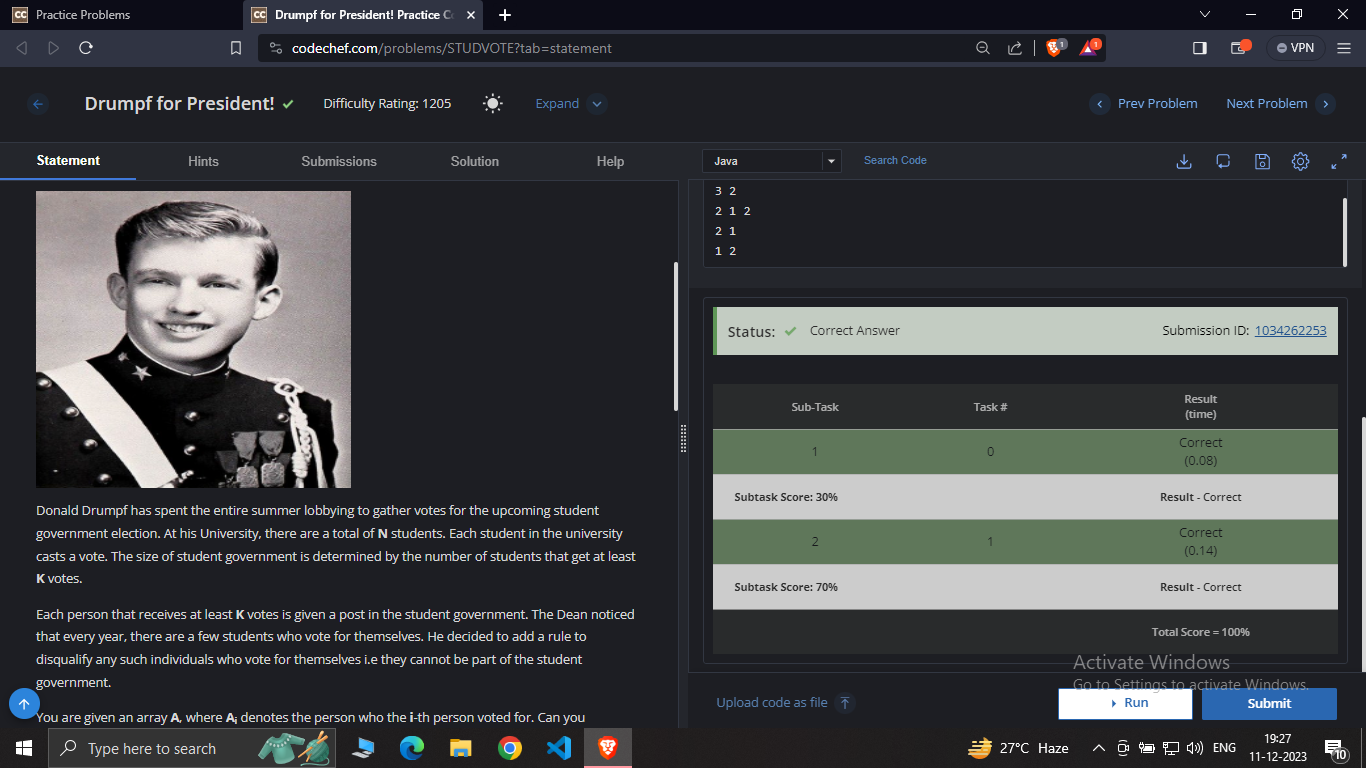 CC Practice Problems
CC Drumpf for President! Practice Co
codechef.com/problems/STUDVOTE?tab=statement
1
1
VPN
Drumpf for President!
Difficulty Rating: 1205
Expand
Prev Problem
Next Problem
Statement
Hints
Submissions
Solution
Help
Donald Drumpf has spent the entire summer lobbying to gather votes for the upcoming student
government election. At his University, there are a total of N students. Each student in the university
casts a vote. The size of student government is determined by the number of students that get at least
K votes.
Each person that receives at least K votes is given a post in the student government. The Dean noticed
that every year, there are a few students who vote for themselves. He decided to add a rule to
disqualify any such individuals who vote for themselves i.e they cannot be part of the student
government.
You are given an array A, where Ai denotes the person who the i-th person voted for. Can you
Java
Search Code
3 2
2 1 2
2 1
1 2
Status: Correct Answer
Submission ID: 1034262253
Sub-Task Task # Result
(time)
1 0 Correct
(0.08)
Subtask Score: 30% Result - Correct
2 1 Correct
(0.14)
Subtask Score: 70% Result - Correct
Total Score = 100%
Activate Windows
Go to Settings to activate Windows.
Upload code as file
Run
Submit
Type here to search
27°C Haze
ENG
19:27
11-12-2023
10